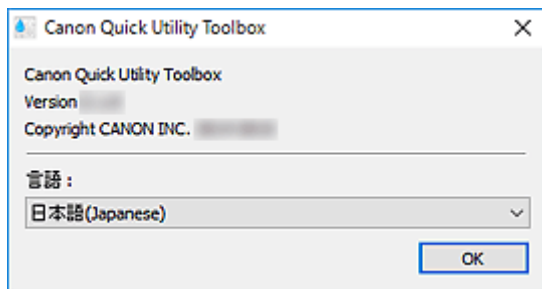 Canon Quick Utility Toolbox
Canon Quick Utility Toolbox
Version
Copyright CANON INC.
言語：
日本語(Japanese)
OK